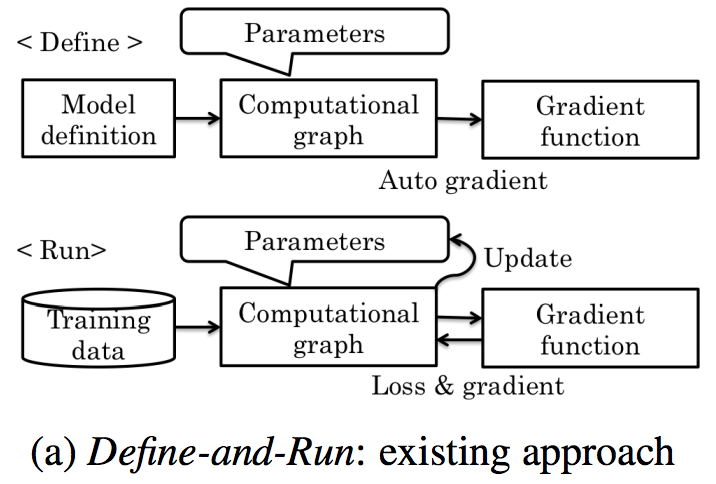 < Define >
Parameters
Model
definition
Computational
graph
Gradient
function
Auto gradient
< Run>
Parameters
Update
Training
data
Computational
graph
Gradient
function
Loss & gradient
(a) Define-and-Run: existing approach